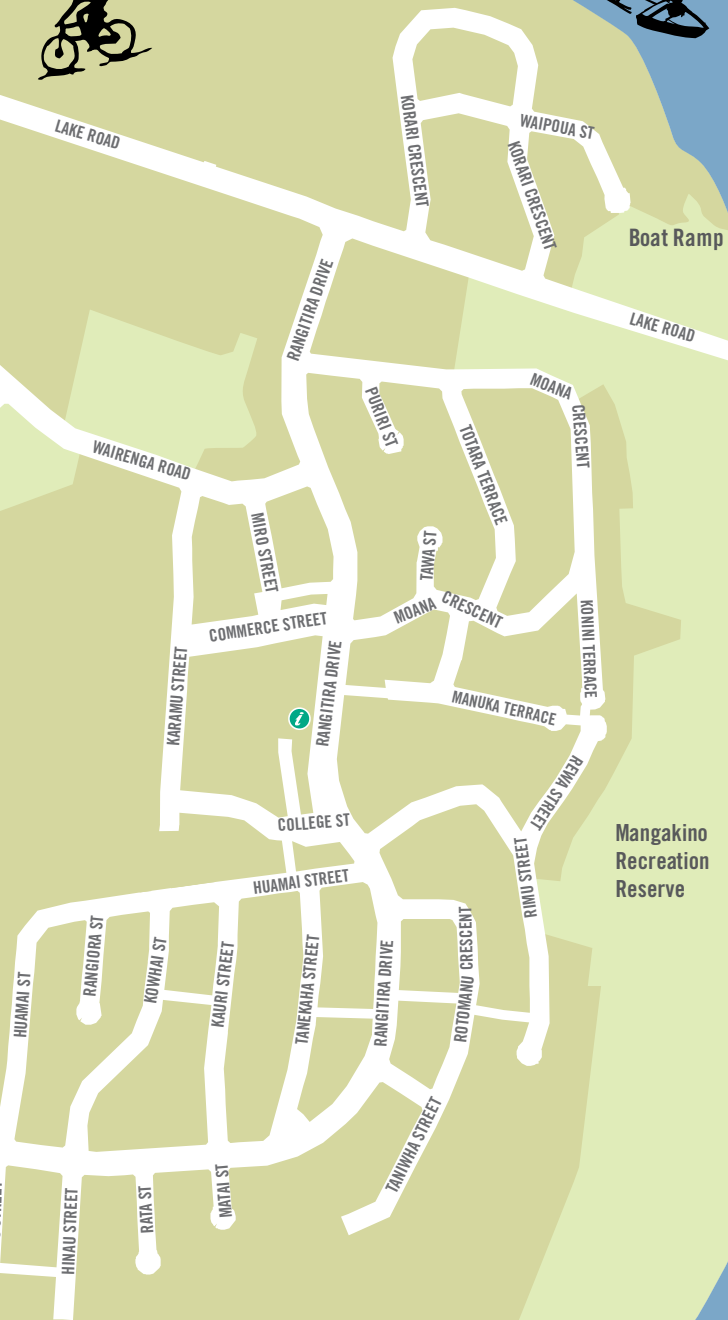 KORARI CRESCENT
WAIPOUA ST
LAKE ROAD
KORARI CRESCENT
Boat Ramp
RANGITIRA DRIVE
LAKE ROAD
MOANA CRESCENT
PURIRI ST
TOTARA TERRACE
WAIRENGA ROAD
MIRO STREET
TAWA ST
MOANA CRESCENT
COMMERCE STREET
KONINI TERRACE
KARAMU STREET
RANGITIRA DRIVE
MANUKA TERRACE
i
REWA STREET
COLLEGE ST
Mangakino
Recreation
Reserve
RIMU STREET
HUAMAI STREET
RANGIORA ST
KOWHAI ST
KAURI STREET
TANEKAHA STREET
RANGITIRA DRIVE
ROTOMANU CRESCENT
HUAMAI ST
TANIWHA STREET
HINAU STREET
RATA ST
MATAI ST